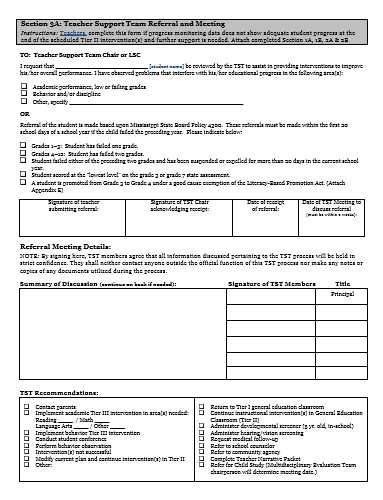 Section 3A: Teacher Support Team Referral and Meeting
Instructions: Teachers, complete this form if progress monitoring data does not show adequate student progress at the
end of the scheduled Tier II intervention(s) and further support is needed. Attach completed Section 1A, 1B, 2A & 2B
TO: Teacher Support Team Chair or LSC
I request that ____________________ [student name] be reviewed by the TST to assist in providing interventions to improve
his/her overall performance. I have observed problems that interfere with his/her educational progress in the following area(s):
❑ Academic performance, low or failing grades
❑ Behavior and/or discipline
❑ Other, specify ____________________
OR
Referral of the student is made based upon Mississippi State Board Policy 4300. These referrals must be made within the first 20
school days of a school year if the child failed the preceding year. Please indicate below:
❑ Grades 1-3: Student has failed one grade.
❑ Grades 4-12: Student has failed two grades.
❑ Student failed either of the preceding two grades and has been suspended or expelled for more than 20 days in the current school
year.
❑ Student scored at the "lowest level" on the grade 3 or grade 7 state assessment.
❑ A student is promoted from Grade 3 to Grade 4 under a good cause exemption of the Literacy-Based Promotion Act. (Attach
Appendix E)
Signature of teacher submitting referral:
Signature of TST Chair acknowledging receipt:
Date of receipt of referral:
Date of TST Meeting to discuss referral
(must be within 2 weeks):
Referral Meeting Details:
NOTE: By signing here, TST members agree that all information discussed pertaining to the TST process will be held in
strict confidence. They shall neither contact anyone outside the official function of this TST process nor make any notes or
copies of any documents utilized during the process.
Summary of Discussion (continue on back if needed):
Signature of TST Members
Title
Principal
TST Recommendations:
❑ Contact parents
❑ Implement academic Tier III intervention in area(s) needed:
Reading ____ / Math ____
Language Arts ____ / Other ____
❑ Implement behavior Tier III intervention
❑ Conduct student conference
❑ Perform behavior observation
❑ Intervention(s) not successful
❑ Modify current plan and continue intervention(s) in Tier II
❑ Other:
❑ Return to Tier I general education classroom
❑ Continue instructional intervention(s) in General Education
Classroom (Tier II)
❑ Administer developmental screener (3 yr. old, in-school)
❑ Administer hearing/vision screening
❑ Request medical follow-up
❑ Refer to school counselor
❑ Refer to community agency
❑ Complete Teacher Narrative Packet
❑ Refer for Child Study (Multidisciplinary Evaluation Team
chairperson will determine meeting date.)